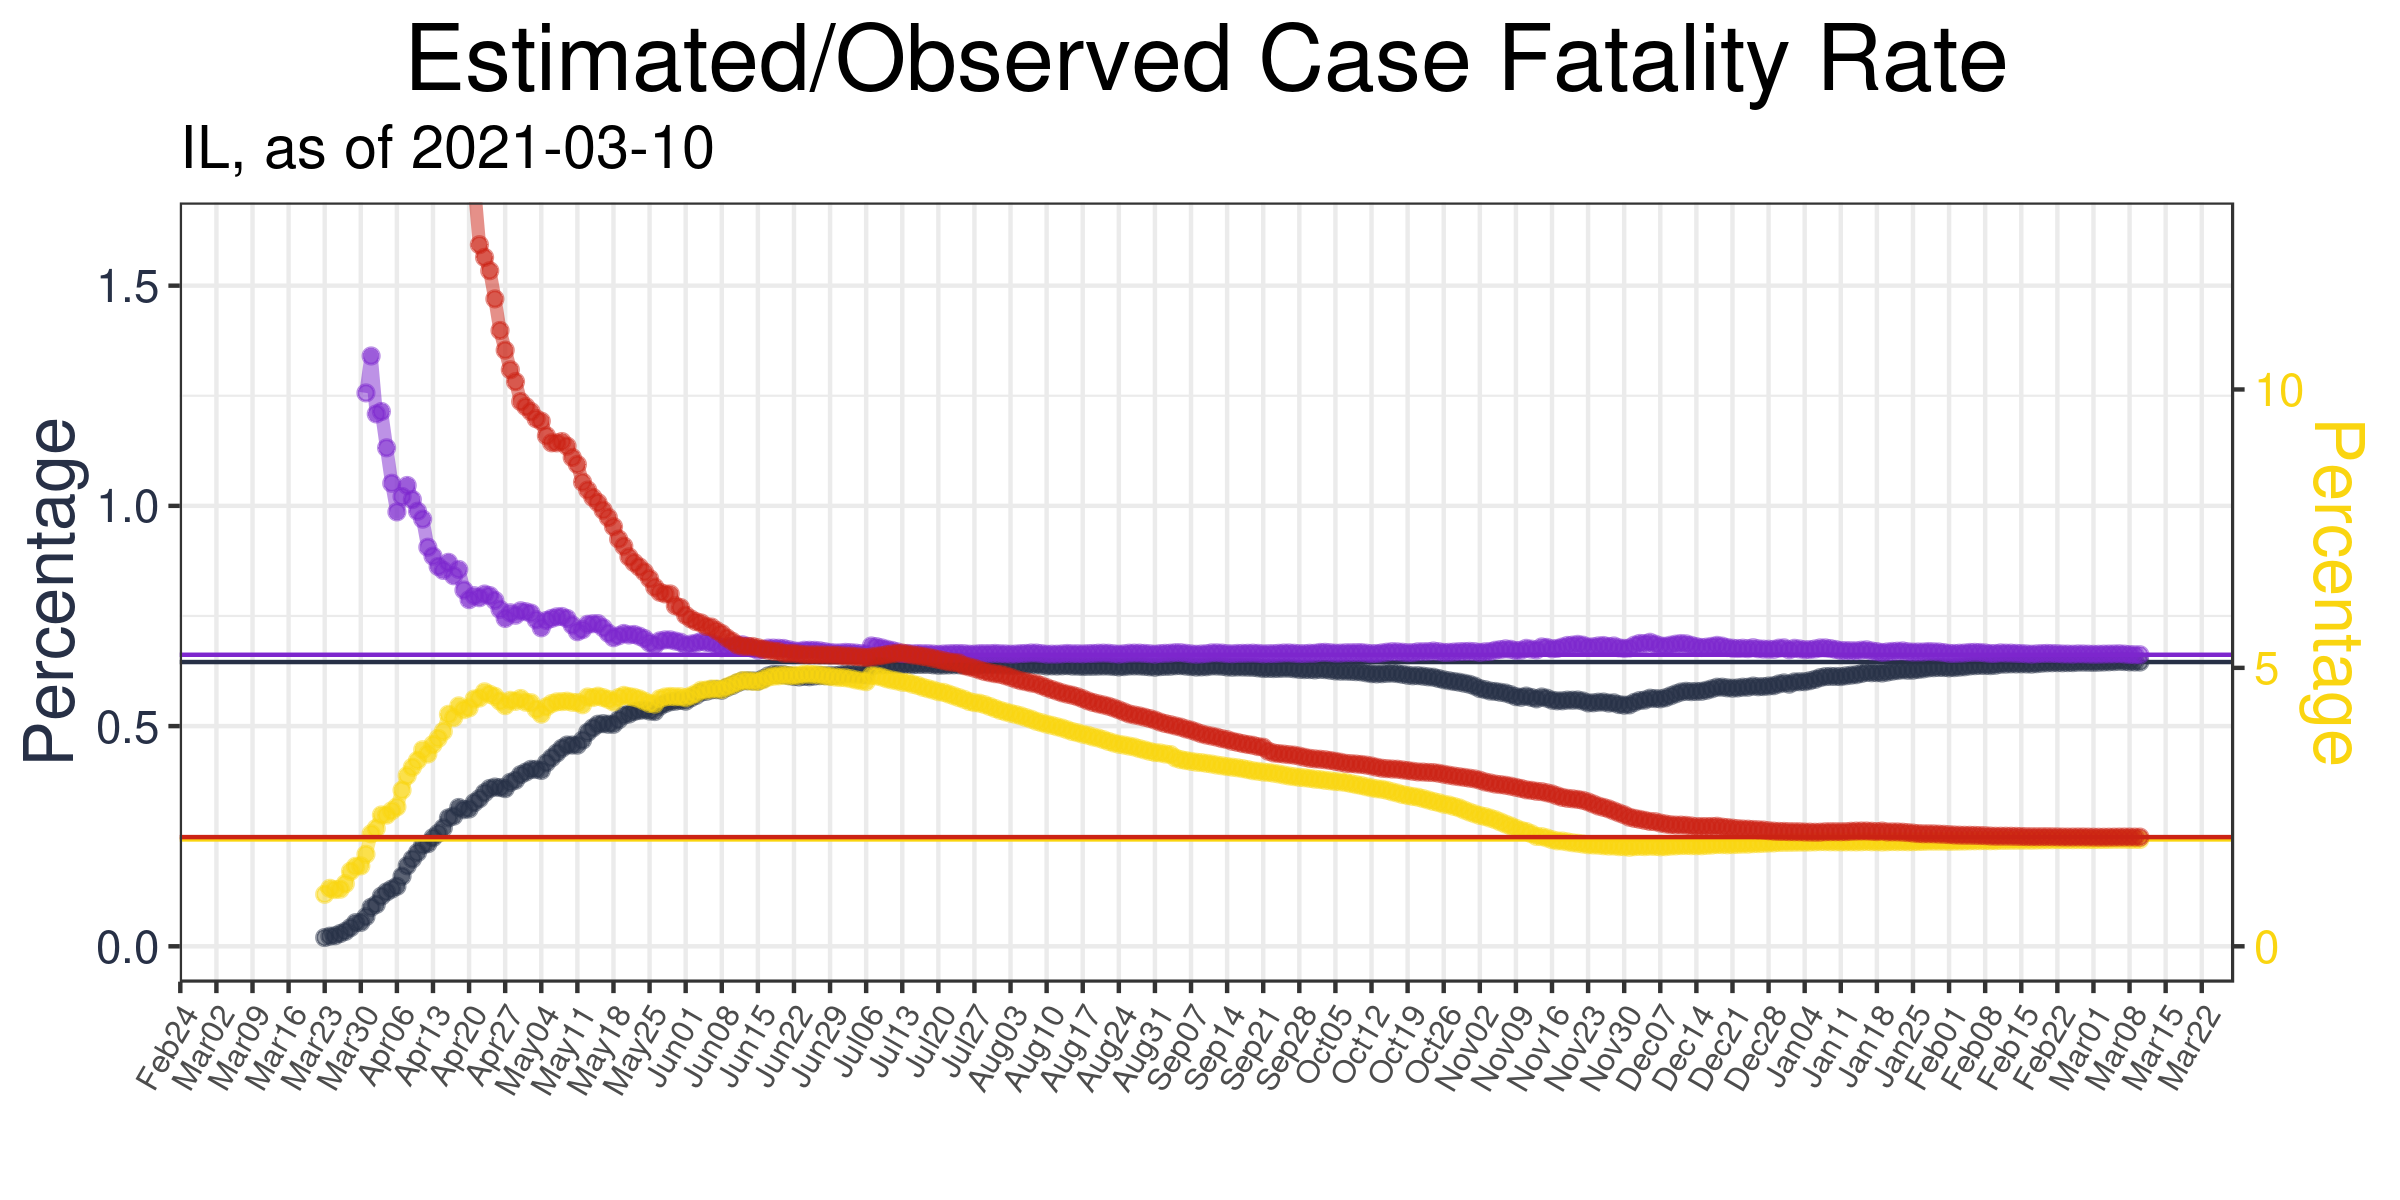 Estimated/Observed Case Fatality Rate
IL, as of 2021-03-10
Percentage
1.5
1.0
0.5
0.0
10
5
0
Percentage
Feb24
Mar02
Mar09
Mar16
Mar23
Mar30
Apr06
Apr13
Apr20
Apr27
May04
May11
May18
May25
Jun01
Jun08
Jun15
Jun22
Jun29
Jul06
Jul13
Jul20
Jul27
Aug03
Aug10
Aug17
Aug24
Aug31
Sep07
Sep14
Sep21
Sep28
Oct05
Oct12
Oct19
Oct26
Nov02
Nov09
Nov16
Nov23
Nov30
Dec07
Dec14
Dec21
Dec28
Jan04
Jan11
Jan18
Jan25
Feb01
Feb08
Feb15
Feb22
Mar01
Mar08
Mar15
Mar22